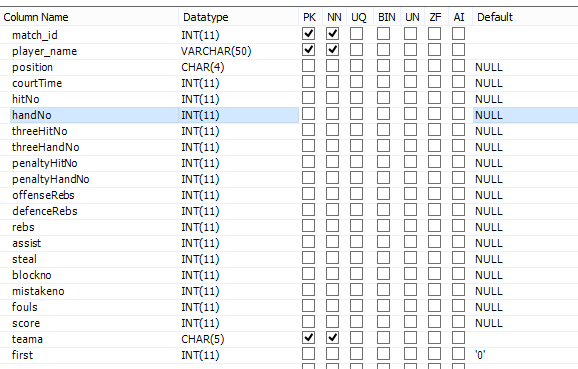 Column Name Datatype PK NN UQ BIN UN ZF AI Default
match_id INT(11)
player_name VARCHAR(50)
position CHAR(4) NULL
courtTime INT(11) NULL
hitNo INT(11) NULL
handNo INT(11) NULL
threeHitNo INT(11) NULL
threeHandNo INT(11) NULL
penaltyHitNo INT(11) NULL
penaltyHandNo INT(11) NULL
offenseRebs INT(11) NULL
defenceRebs INT(11) NULL
rebs INT(11) NULL
assist INT(11) NULL
steal INT(11) NULL
blockno INT(11) NULL
mistakeno INT(11) NULL
fouls INT(11) NULL
score INT(11) NULL
teama CHAR(5)
first INT(11) '0'